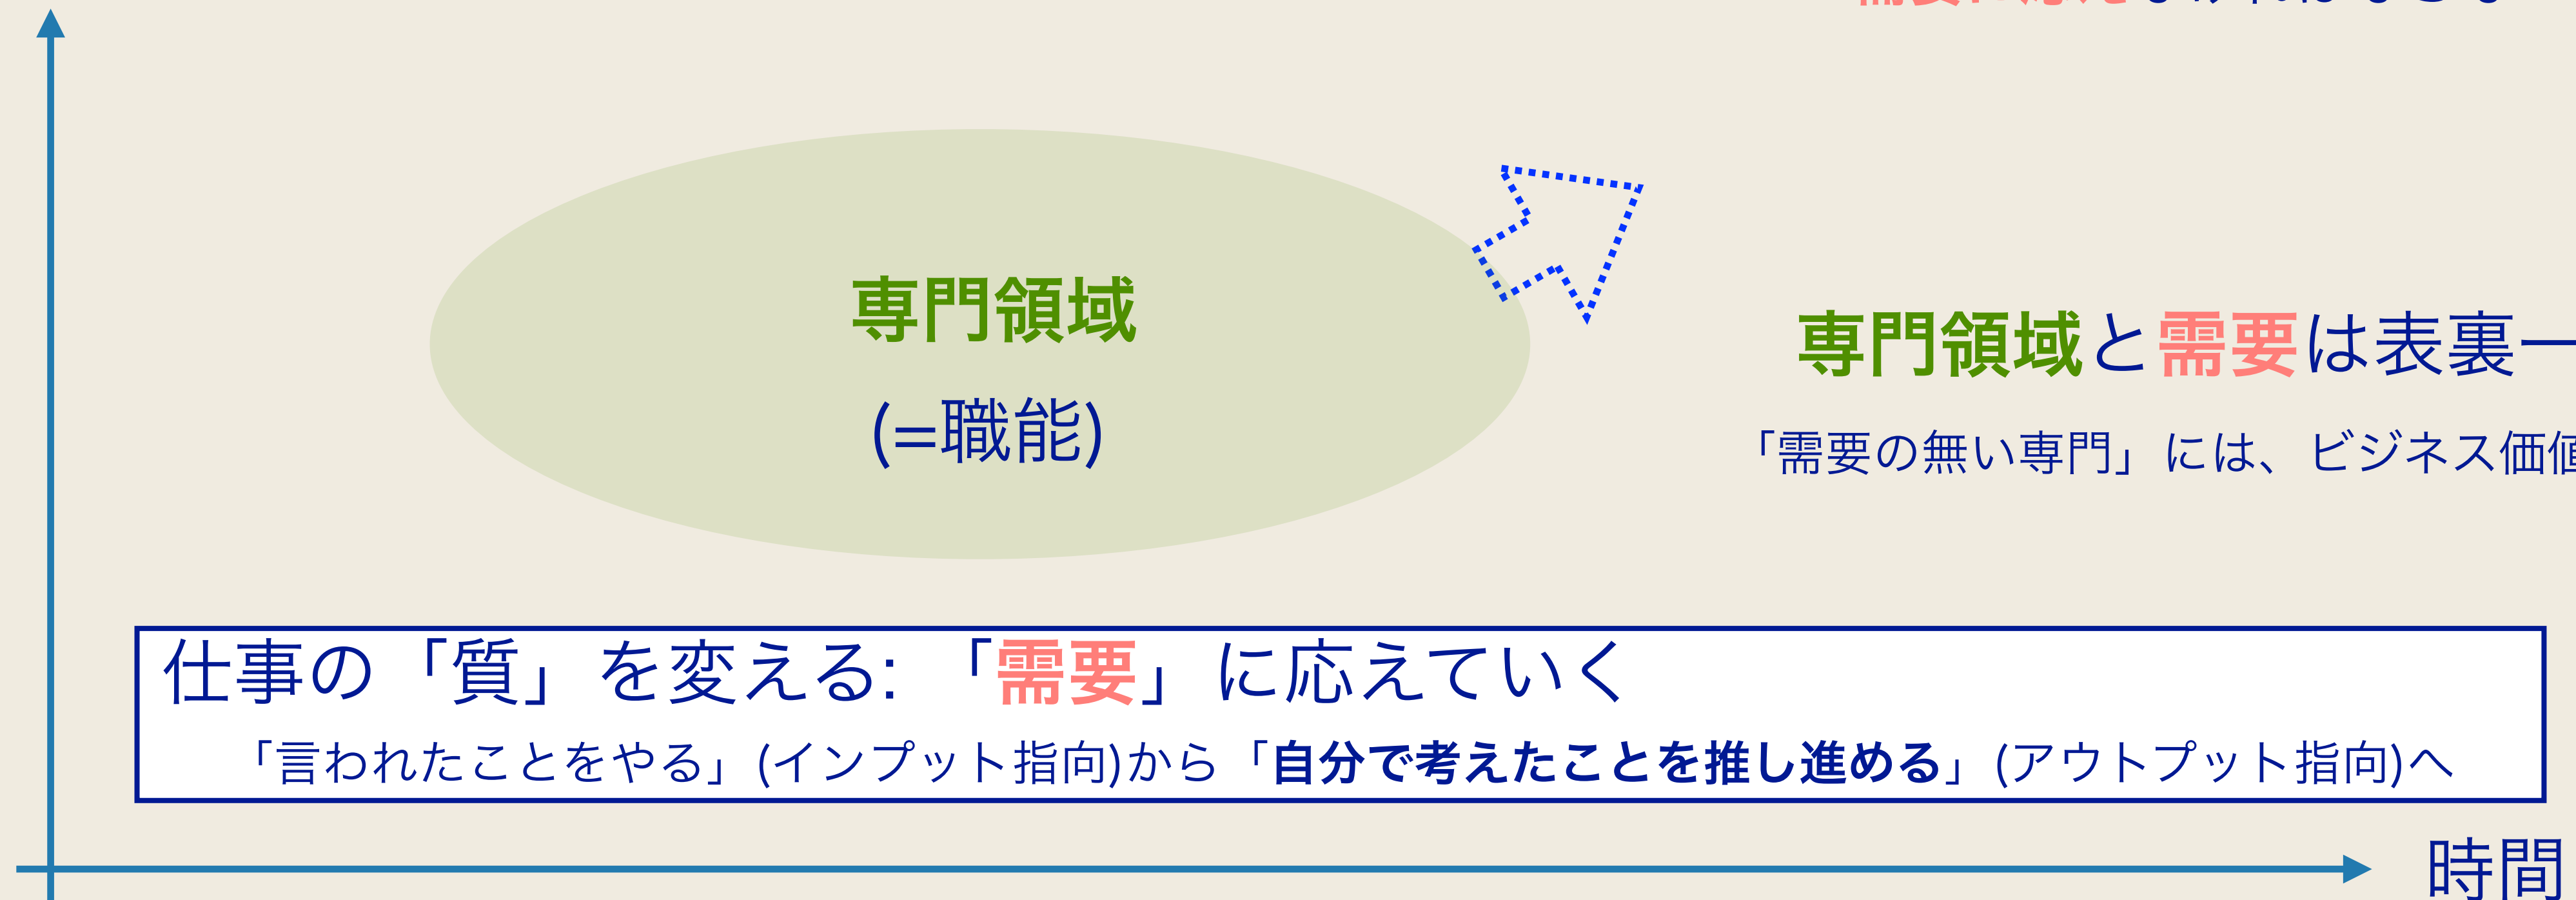 専門領域
(=職能)
専門領域と需要は表裏一
「需要の無い専門」には、ビジネス価値
仕事の「質」を変える: 「需要」に応えていく
「言われたことをやる」(インプット指向)から「自分で考えたことを推し進める」(アウトプット指向)へ
時間